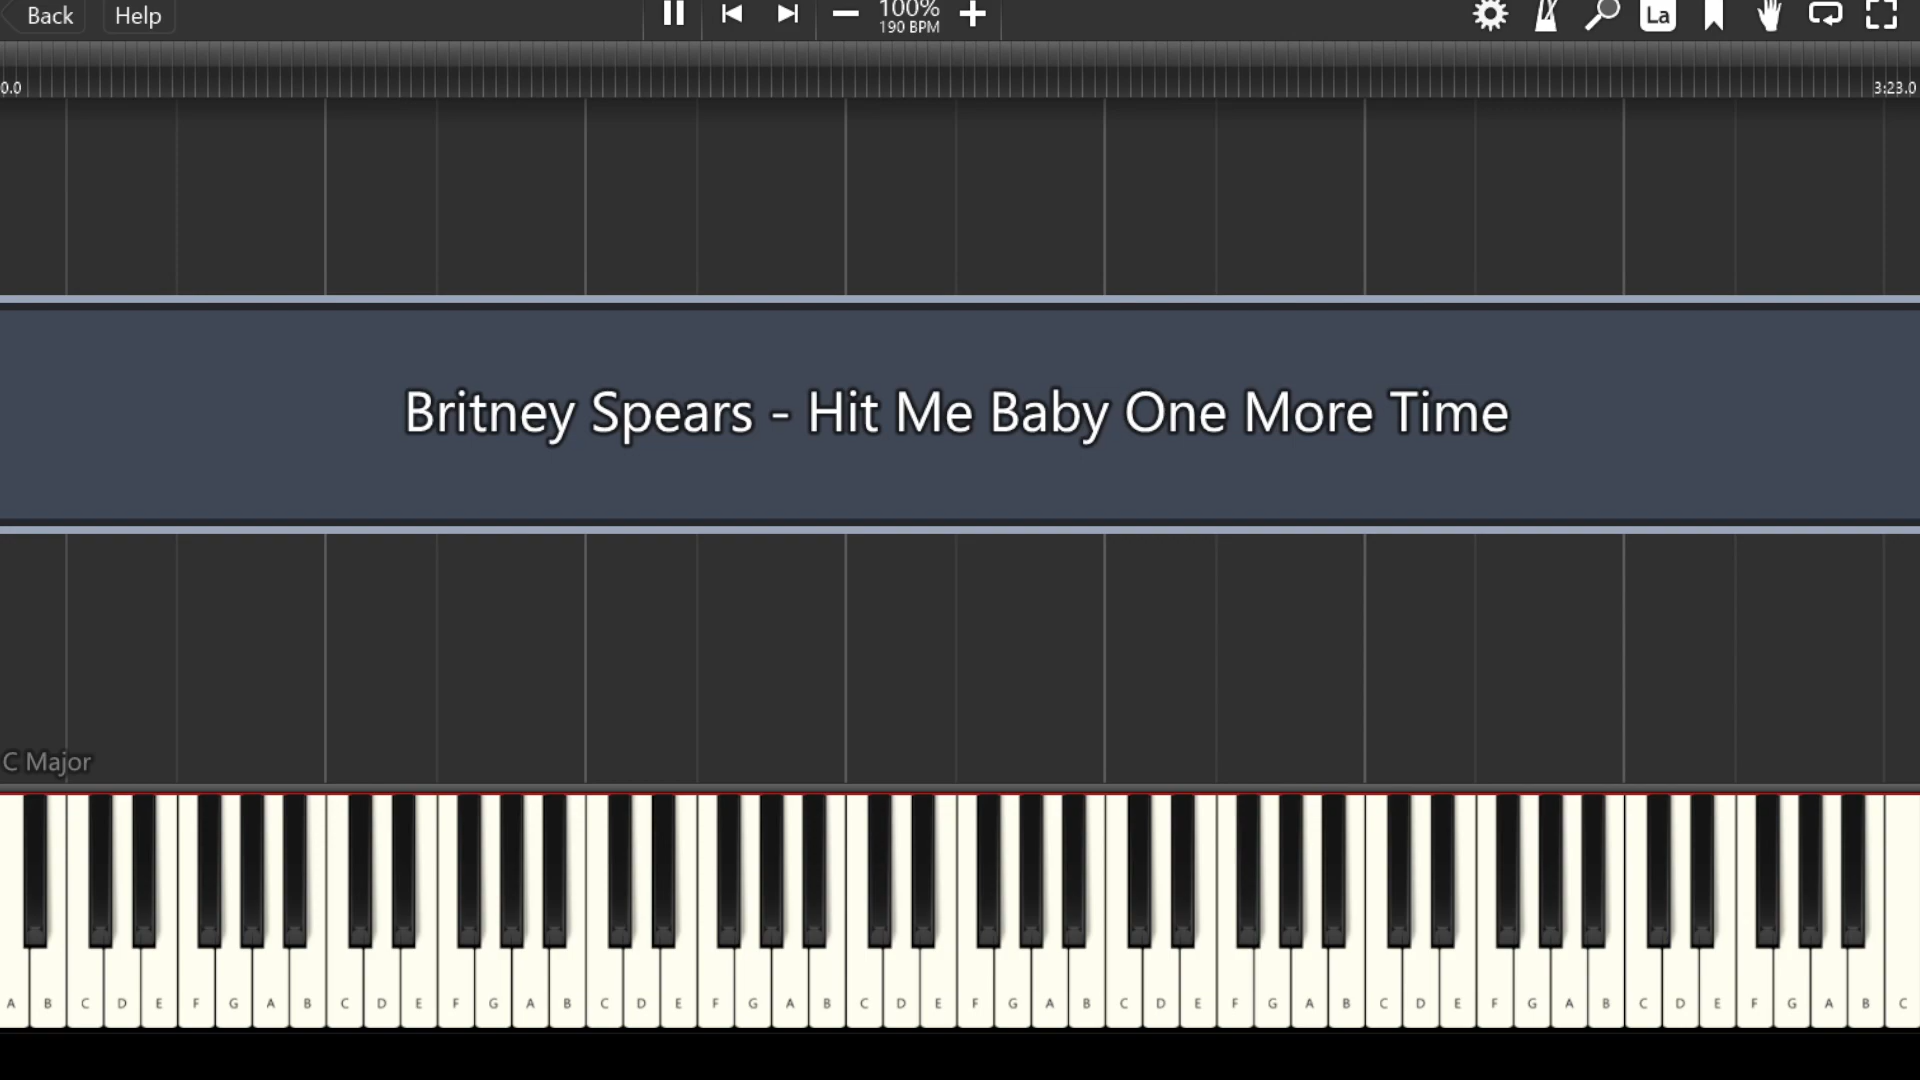 Back Help 100% La
190 BPM
0.0 3:23.0
Britney Spears - Hit Me Baby One More Time
C Major
A B C D E F G A B C D E F G A B C D E F G A B C D E F G A B C D E F G A B C D E F G A B C D E F G A B C